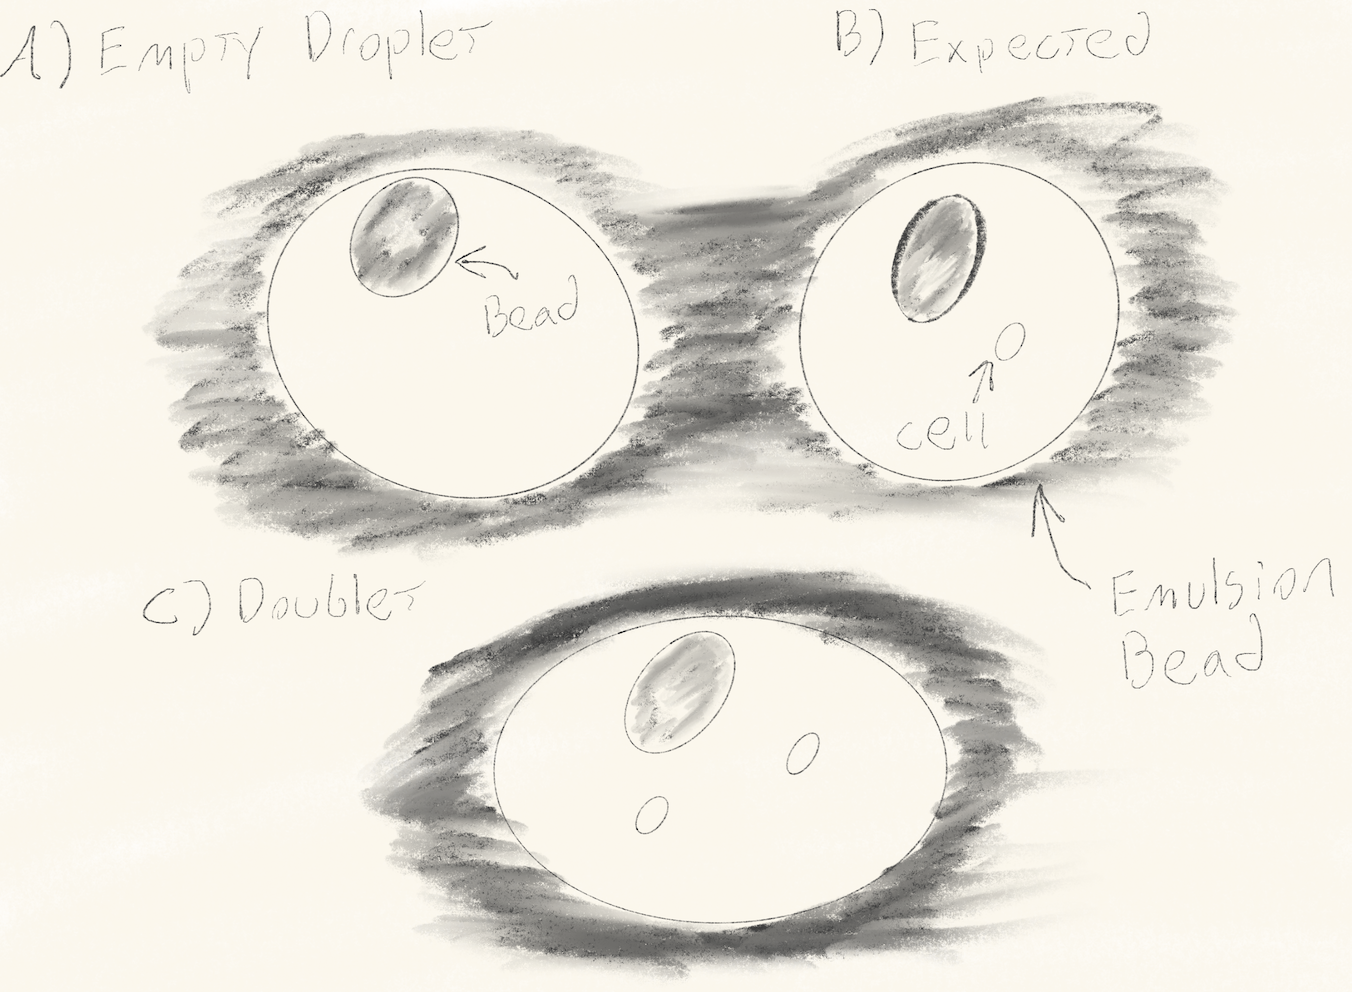 A) Empty Droplet
B) Expected
Bead
cell
Emulsion
Bead
C) Doublet